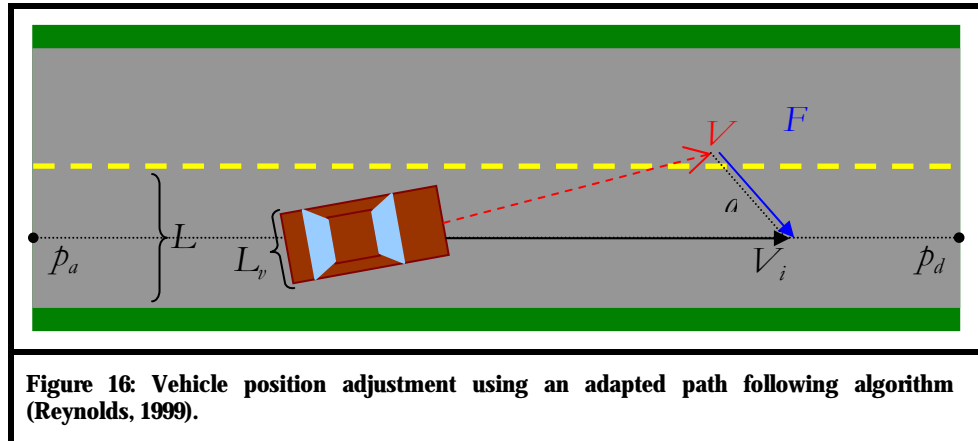 V F
a
L
p_a L_v V_i p_d
Figure 16: Vehicle position adjustment using an adapted path following algorithm
(Reynolds, 1999).